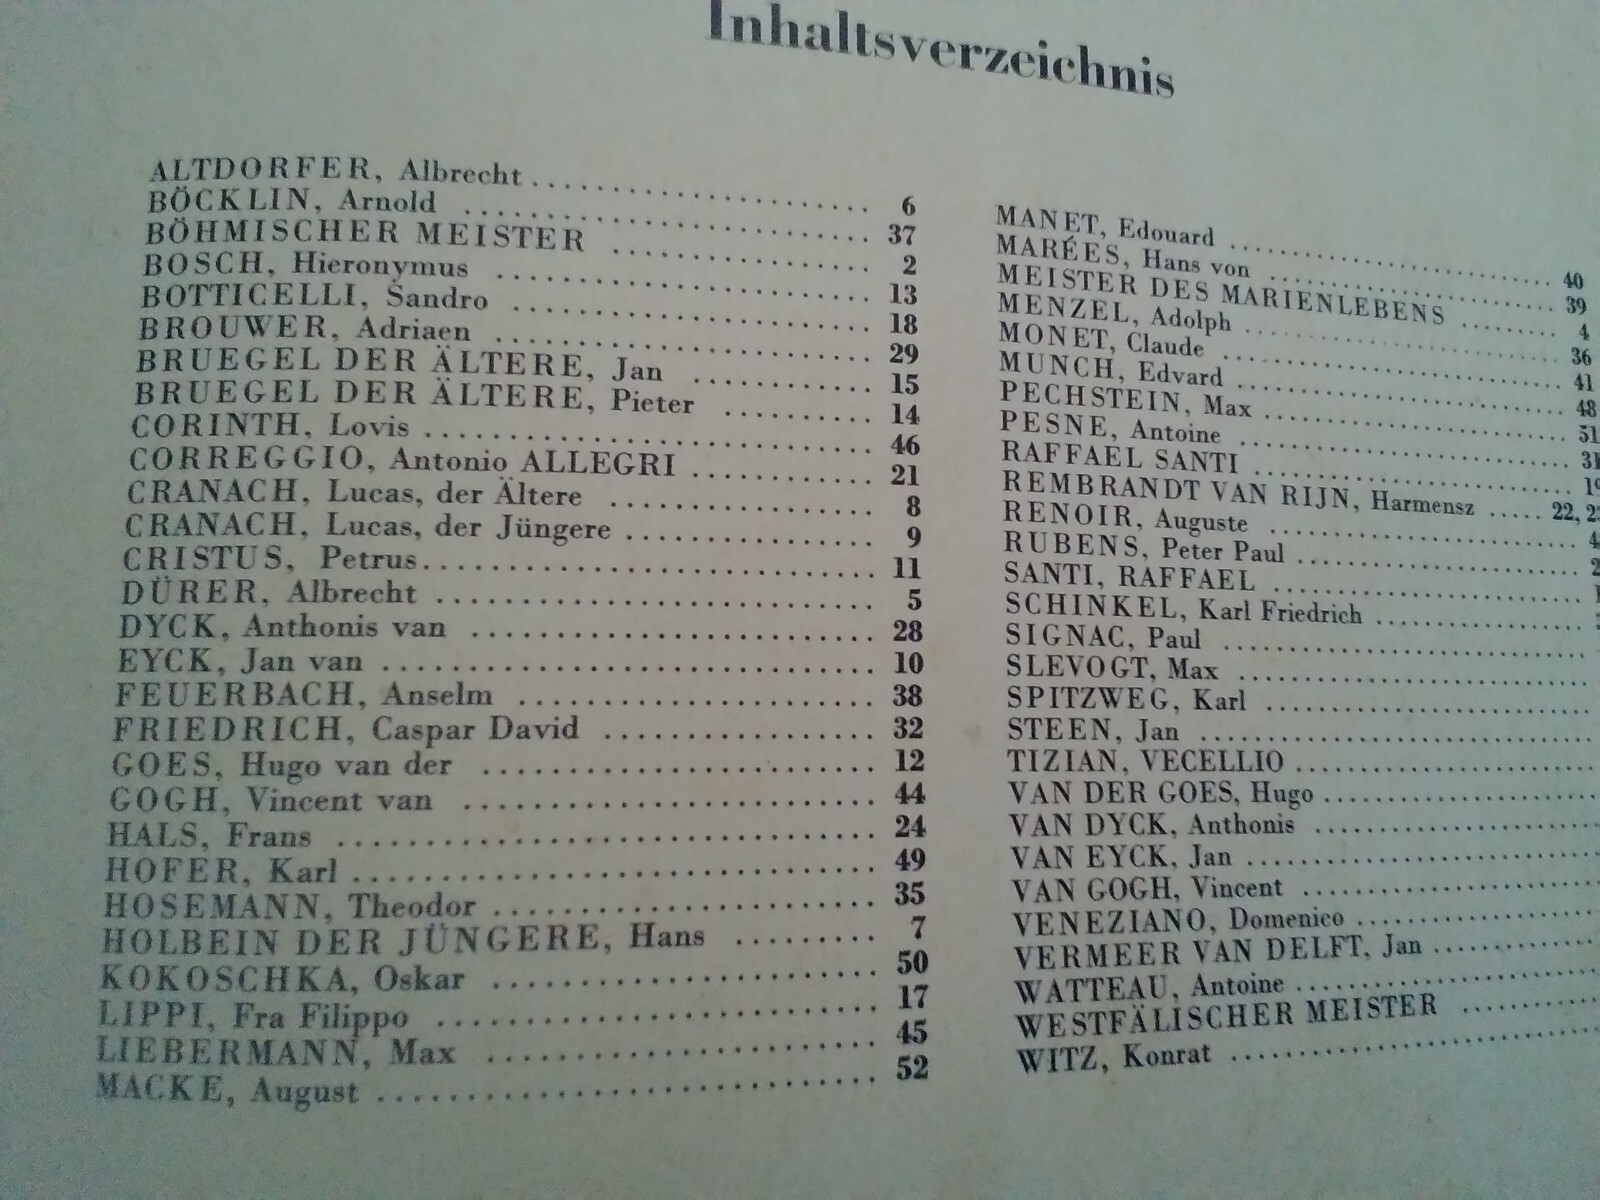 Inhaltsverzeichnis
ALTDORFER, Albrecht .......... 6
BÖCKLIN, Arnold .......... 37
BÖHMISCHER MEISTER .......... 2
BOSCH, Hieronymus .......... 13
BOTTICELLI, Sandro .......... 18
BROUWER, Adriaen .......... 29
BRUEGEL DER ÄLTERE, Jan .......... 15
BRUEGEL DER ÄLTERE, Pieter .......... 14
CORINTH, Lovis .......... 46
CORREGGIO, Antonio ALLEGRI .......... 21
CRANACH, Lucas, der Ältere .......... 8
CRANACH, Lucas, der Jüngere .......... 9
CRISTUS, Petrus .......... 11
DÜRER, Albrecht .......... 5
DYCK, Anthonis van .......... 28
EYCK, Jan van .......... 10
FEUERBACH, Anselm .......... 38
FRIEDRICH, Caspar David .......... 32
GOES, Hugo van der .......... 12
GOGH, Vincent van .......... 44
HALS, Frans .......... 24
HOFER, Karl .......... 49
HOSEMANN, Theodor .......... 35
HOLBEIN DER JÜNGERE, Hans .......... 7
KOKOSCHKA, Oskar .......... 50
LIPPI, Fra Filippo .......... 17
LIEBERMANN, Max .......... 45
MACKE, August .......... 52
MANET, Edouard .......... 40
MARÉES, Hans von .......... 39
MEISTER DES MARIENLEBENS .......... 4
MENZEL, Adolph .......... 36
MONET, Claude .......... 41
MUNCH, Edvard .......... 48
PECHSTEIN, Max .......... 51
PESNE, Antoine .......... 31
RAFFAEL SANTI ..........
REMBRANDT VAN RIJN, Harmensz ..... 22,
RENOIR, Auguste ..........
RUBENS, Peter Paul ..........
SANTI, RAFFAEL ..........
SCHINKEL, Karl Friedrich ..........
SIGNAC, Paul ..........
SLEVOGT, Max ..........
SPITZWEG, Karl ..........
STEEN, Jan ..........
TIZIAN, VECELLIO ..........
VAN DER GOES, Hugo ..........
VAN DYCK, Anthonis ..........
VAN EYCK, Jan ..........
VAN GOGH, Vincent ..........
VENEZIANO, Domenico ..........
VERMEER VAN DELFT, Jan ..........
WATTEAU, Antoine ..........
WESTFÄLISCHER MEISTER ..........
WITZ, Konrat ..........